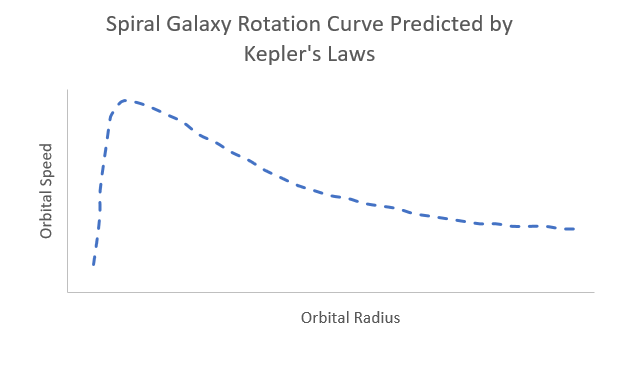 Spiral Galaxy Rotation Curve Predicted by
Kepler's Laws
Orbital Speed
Orbital Radius